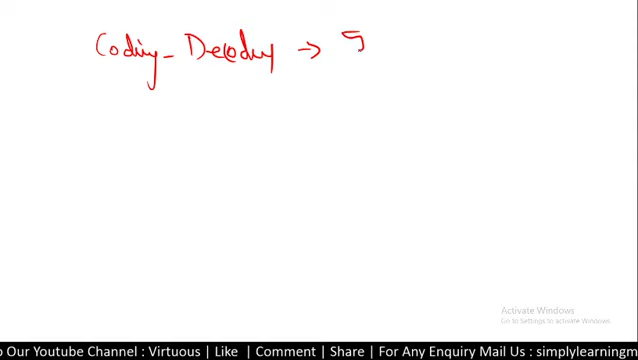 Coding - Decoding →
Activate Windows
Go to Settings to activate Windows.
o Our Youtube Channel : Virtuous | Like | Comment | Share | For Any Enquiry Mail Us : simplylearningm